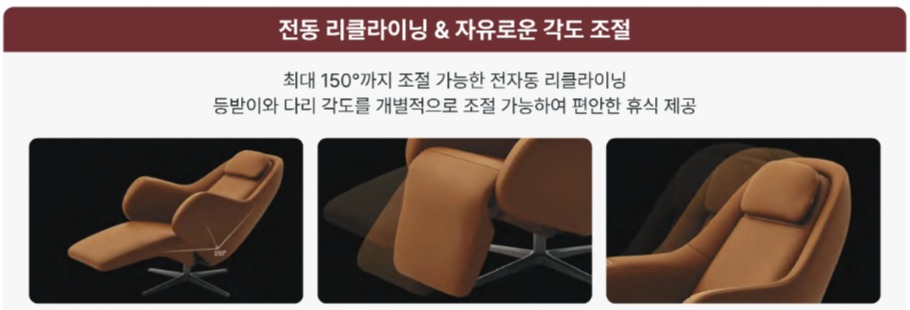 전동 리클라이닝 & 자유로운 각도 조절
최대 150°까지 조절 가능한 전자동 리클라이닝
등받이와 다리 각도를 개별적으로 조절 가능하여 편안한 휴식 제공
150°